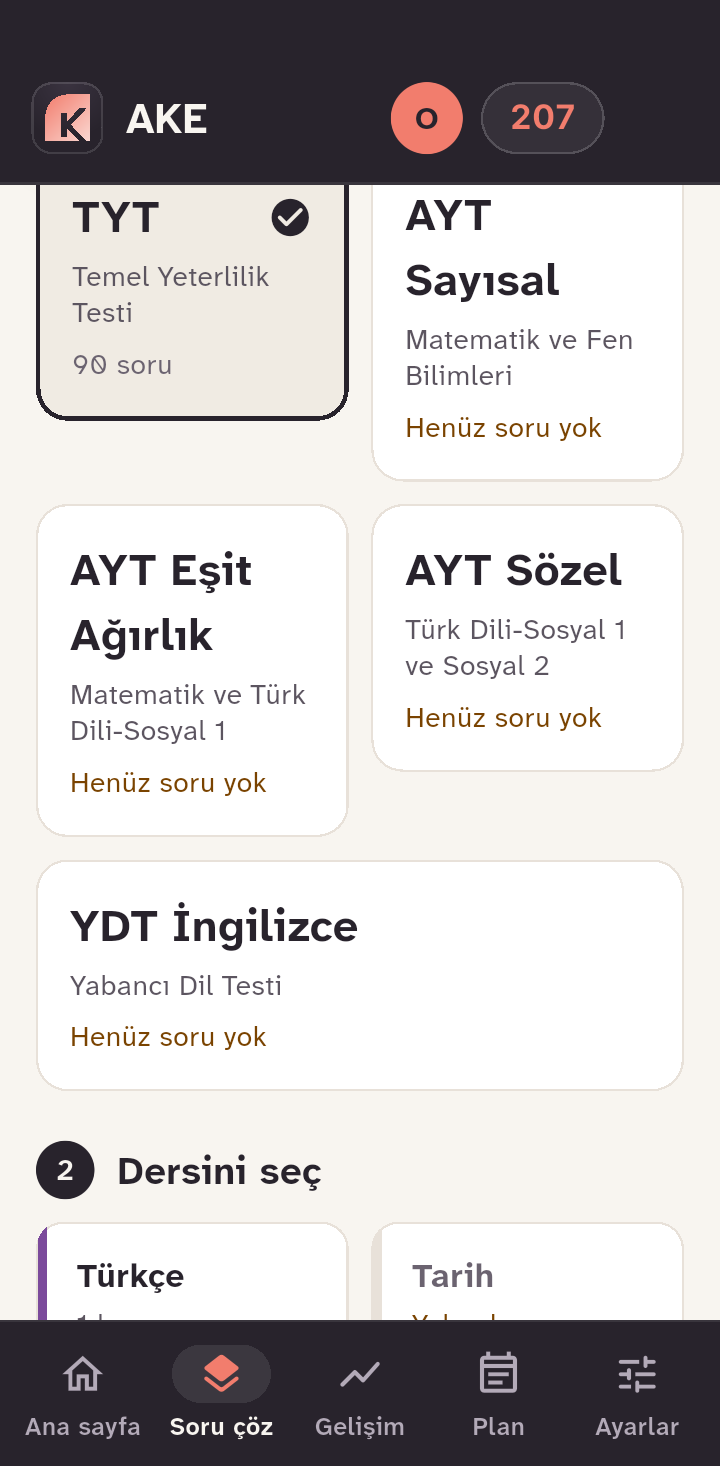 AKE
O
207
TYT
Temel Yeterlilik
Testi
90 soru
AYT
Sayısal
Matematik ve Fen
Bilimleri
Henüz soru yok
AYT Eşit
Ağırlık
Matematik ve Türk
Dili-Sosyal 1
Henüz soru yok
AYT Sözel
Türk Dili-Sosyal 1
ve Sosyal 2
Henüz soru yok
YDT İngilizce
Yabancı Dil Testi
Henüz soru yok
2 Dersini seç
Türkçe
Tarih
Ana sayfa
Soru çöz
Gelişim
Plan
Ayarlar